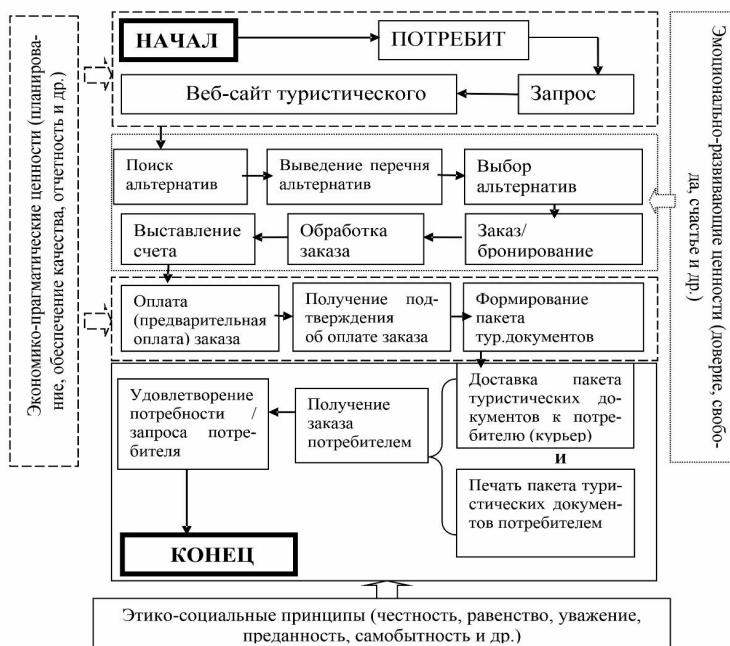 НАЧАЛ
ПОТРЕБИТ
Веб-сайт туристического
Запрос
Поиск
альтернатив
Выведение перечня
альтернатив
Выбор
альтернатив
Выставление
счета
Обработка
заказа
Заказ/
бронирование
Оплата
(предварительная
оплата) заказа
Получение под-
тверждения
об оплате заказа
Формирование
пакета
тур.документов
Удовлетворение
потребности /
запроса потре-
бителя
Получение
заказа
потребителем
Доставка пакета
туристических до-
кументов к потре-
бителю (курьер)
и
Печать пакета тури-
стических докумен-
тов потребителем
КОНЕЦ
Экономико-прагматические ценности (планирова-
ние, обеспечение качества, отчетность и др.)
Эмоционально-развивающие ценности (доверие, свобо-
да, счастье и др.)
Этико-социальные принципы (честность, равенство, уважение,
преданность, самобытность и др.)